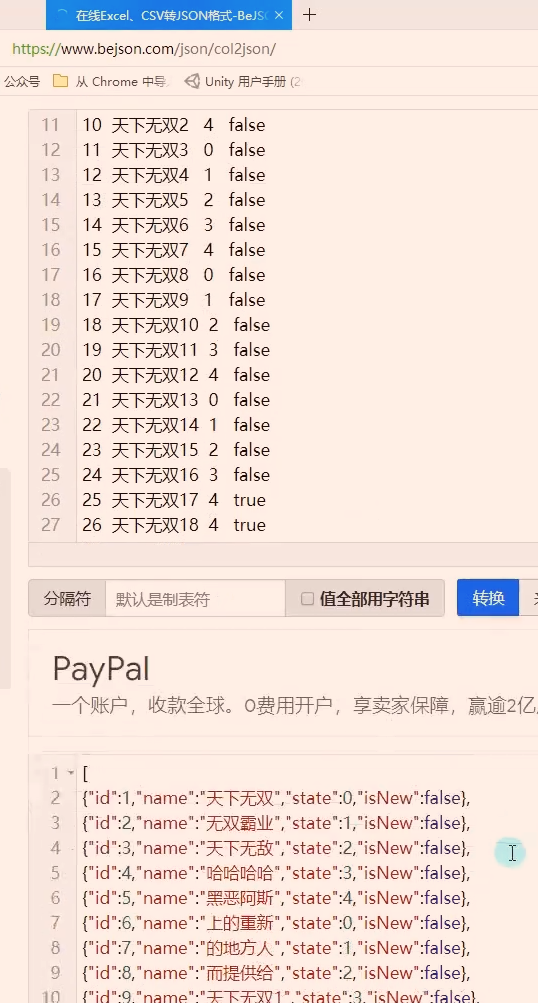 在线Excel、CSV转JSON格式-BeJS
https://www.bejson.com/json/col2json/
公众号 从 Chrome 中导 Unity 用户手册 (2
11 10 天下无双2 4 false
12 11 天下无双3 0 false
13 12 天下无双4 1 false
14 13 天下无双5 2 false
15 14 天下无双6 3 false
16 15 天下无双7 4 false
17 16 天下无双8 0 false
18 17 天下无双9 1 false
19 18 天下无双10 2 false
20 19 天下无双11 3 false
21 20 天下无双12 4 false
22 21 天下无双13 0 false
23 22 天下无双14 1 false
24 23 天下无双15 2 false
25 24 天下无双16 3 false
26 25 天下无双17 4 true
27 26 天下无双18 4 true
分隔符 默认是制表符 值全部用字符串 转换
PayPal
一个账户，收款全球。0费用开户，享卖家保障，赢逾2亿
1 [
2 {"id":1,"name":"天下无双","state":0,"isNew":false},
3 {"id":2,"name":"无双霸业","state":1,"isNew":false},
4 {"id":3,"name":"天下无敌","state":2,"isNew":false},
5 {"id":4,"name":"哈哈哈哈","state":3,"isNew":false},
6 {"id":5,"name":"黑恶阿斯","state":4,"isNew":false},
7 {"id":6,"name":"上的重新","state":0,"isNew":false},
8 {"id":7,"name":"的地方人","state":1,"isNew":false},
9 {"id":8,"name":"而提供给","state":2,"isNew":false},
10 {"id":9,"name":"天下无双1","state":3,"isNew":false},